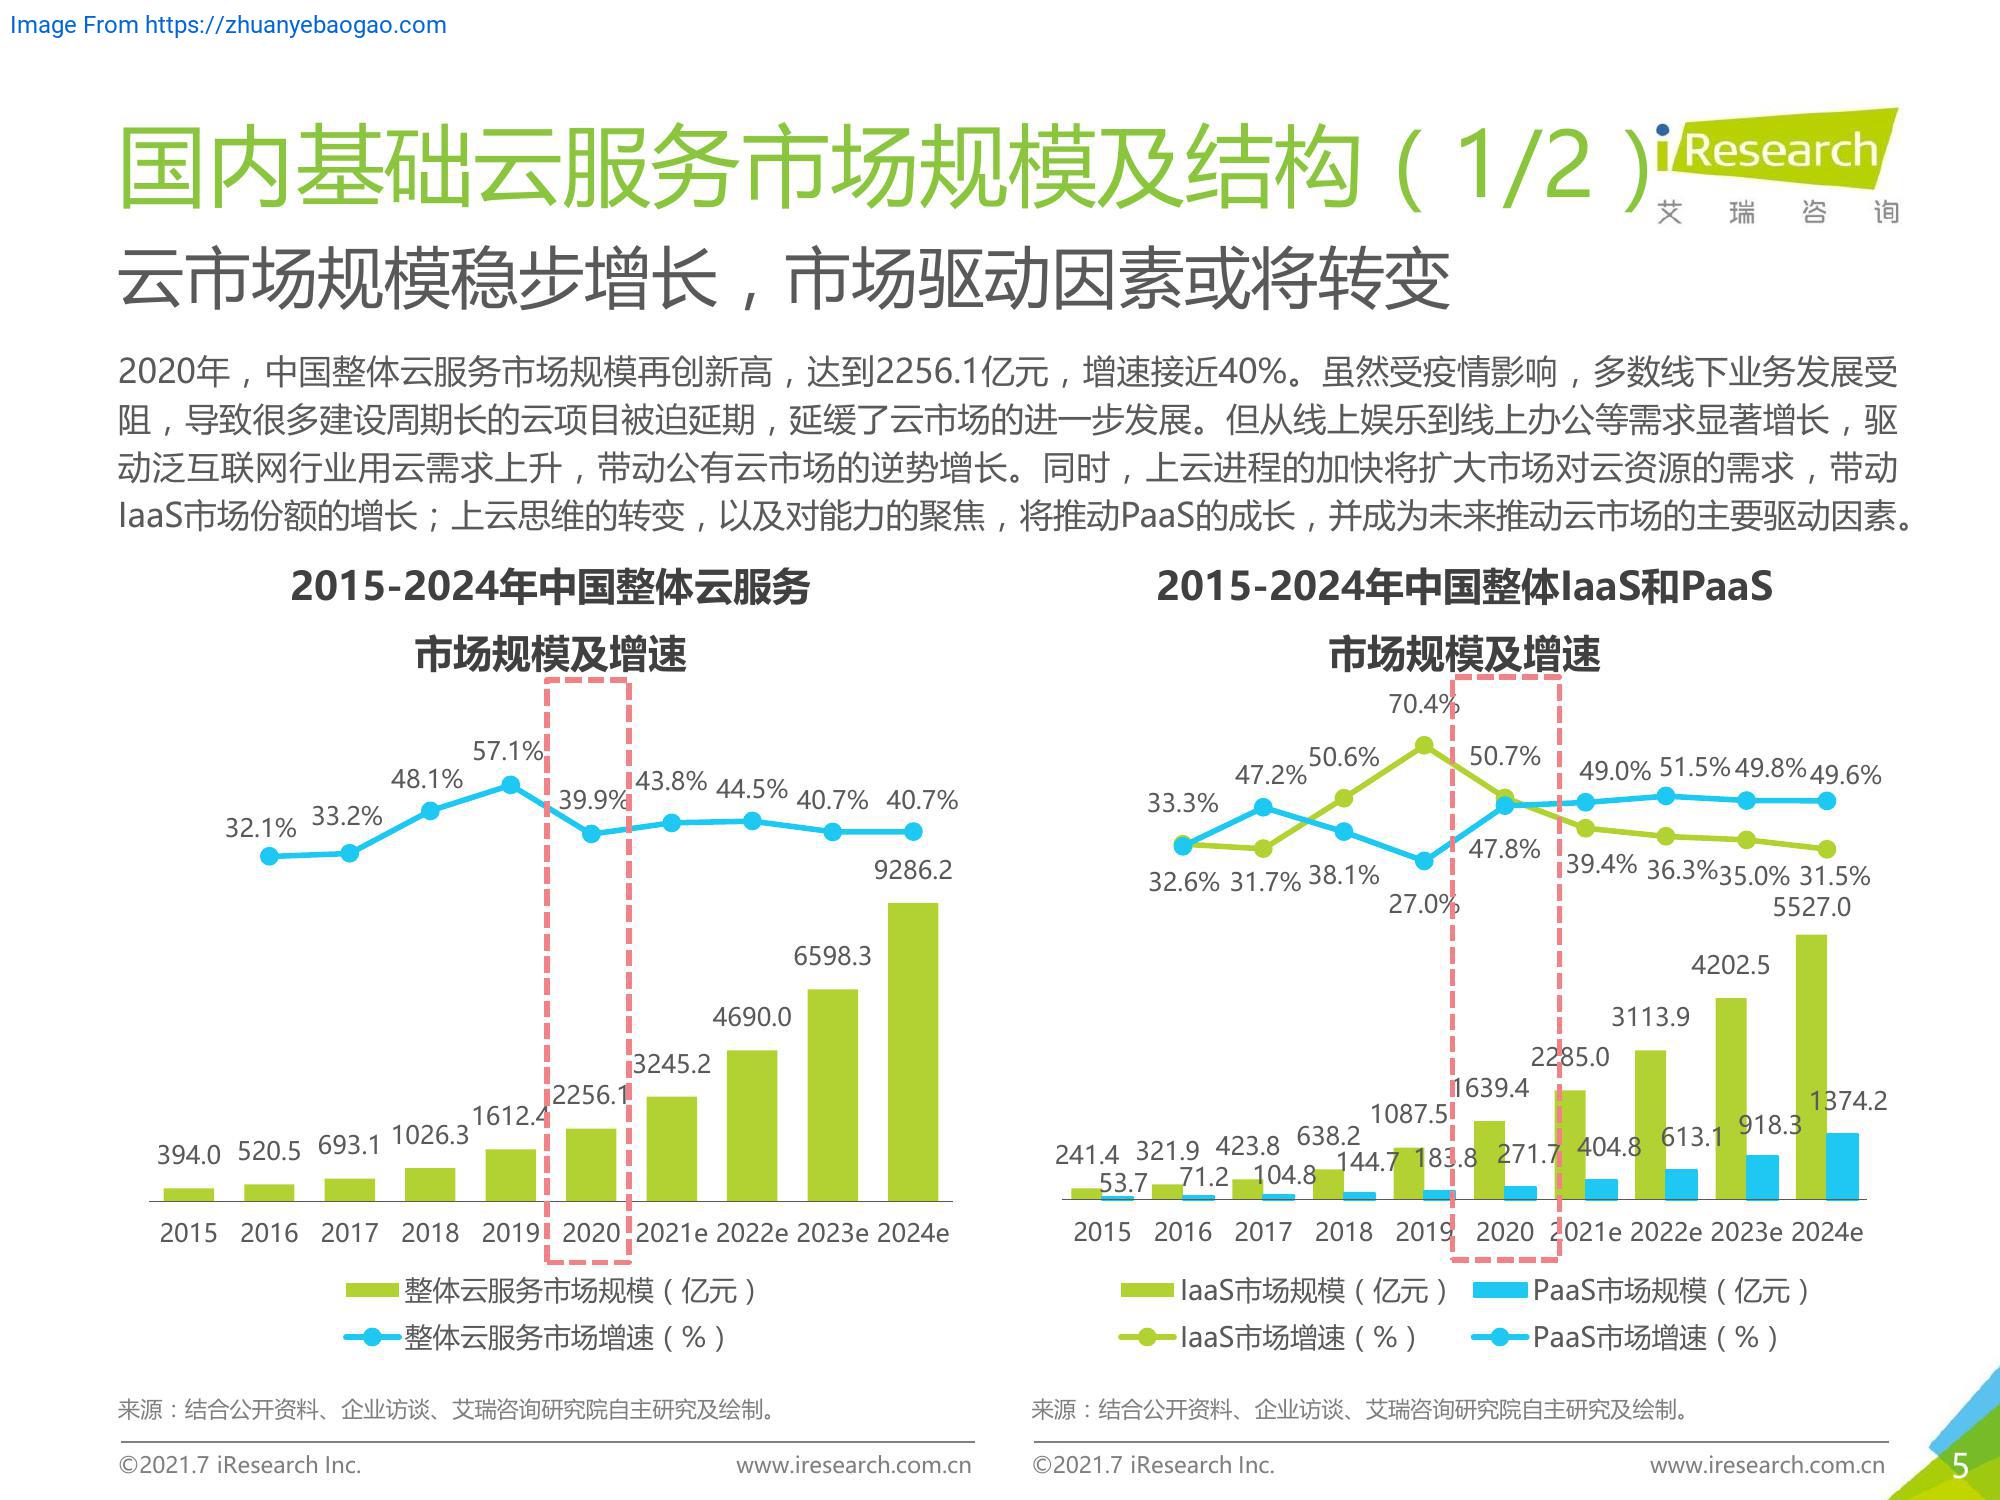 Image From https://zhuanyebaogao.com
国内基础云服务市场规模及结构（1/2）
iResearch
艾瑞咨询
云市场规模稳步增长，市场驱动因素或将转变
2020年，中国整体云服务市场规模再创新高，达到2256.1亿元，增速接近40%。虽然受疫情影响，多数线下业务发展受
阻，导致很多建设周期长的云项目被迫延期，延缓了云市场的进一步发展。但从线上娱乐到线上办公等需求显著增长，驱
动泛互联网行业用云需求上升，带动公有云市场的逆势增长。同时，上云进程的加快将扩大市场对云资源的需求，带动
IaaS市场份额的增长；上云思维的转变，以及对能力的聚焦，将推动PaaS的成长，并成为未来推动云市场的主要驱动因素。
2015-2024年中国整体云服务
市场规模及增速
32.1% 33.2% 48.1% 57.1% 39.9% 43.8% 44.5% 40.7% 40.7%
394.0 520.5 693.1 1026.3 1612.4 2256.1 3245.2 4690.0 6598.3 9286.2
2015 2016 2017 2018 2019 2020 2021e 2022e 2023e 2024e
整体云服务市场规模（亿元）
整体云服务市场增速（%）
来源：结合公开资料、企业访谈、艾瑞咨询研究院自主研究及绘制。
©2021.7 iResearch Inc. www.iresearch.com.cn
2015-2024年中国整体IaaS和PaaS
市场规模及增速
33.3% 47.2% 50.6% 70.4% 50.7% 49.0% 51.5% 49.8% 49.6%
32.6% 31.7% 38.1% 27.0% 47.8% 39.4% 36.3% 35.0% 31.5%
241.4 321.9 423.8 638.2 1087.5 1639.4 2285.0 3113.9 4202.5 5527.0
53.7 71.2 104.8 144.7 183.8 271.7 404.8 613.1 918.3 1374.2
2015 2016 2017 2018 2019 2020 2021e 2022e 2023e 2024e
IaaS市场规模（亿元） PaaS市场规模（亿元）
IaaS市场增速（%） PaaS市场增速（%）
来源：结合公开资料、企业访谈、艾瑞咨询研究院自主研究及绘制。
©2021.7 iResearch Inc. www.iresearch.com.cn
5